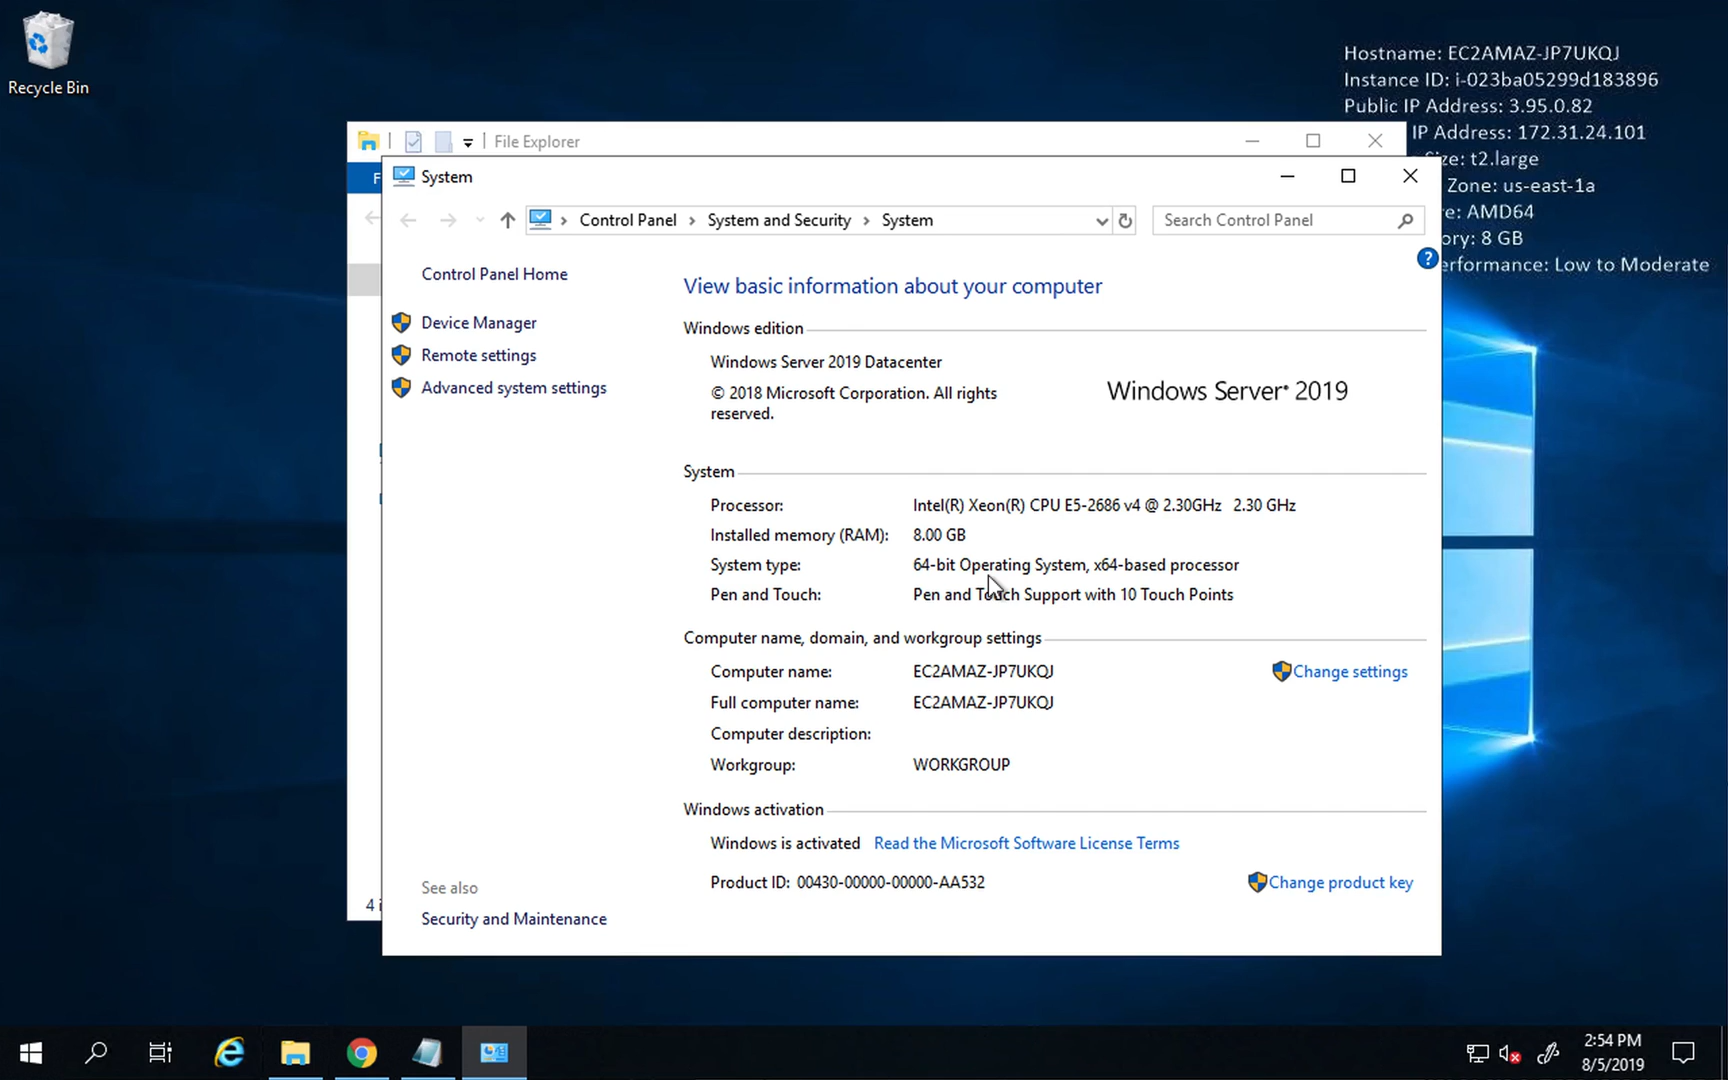 Recycle Bin
Hostname: EC2AMAZ-JP7UKQJ
Instance ID: i-023ba05299d183896
Public IP Address: 3.95.0.82
IP Address: 172.31.24.101
ze: t2.large
Zone: us-east-1a
re: AMD64
ory: 8 GB
erformance: Low to Moderate
File Explorer
F
System
Control Panel > System and Security > System
Search Control Panel
?
Control Panel Home
Device Manager
Remote settings
Advanced system settings
View basic information about your computer
Windows edition
Windows Server 2019 Datacenter
© 2018 Microsoft Corporation. All rights
reserved.
Windows Server® 2019
System
Processor: Intel(R) Xeon(R) CPU E5-2686 v4 @ 2.30GHz 2.30 GHz
Installed memory (RAM): 8.00 GB
System type: 64-bit Operating System, x64-based processor
Pen and Touch: Pen and Touch Support with 10 Touch Points
Computer name, domain, and workgroup settings
Computer name: EC2AMAZ-JP7UKQJ Change settings
Full computer name: EC2AMAZ-JP7UKQJ
Computer description:
Workgroup: WORKGROUP
Windows activation
Windows is activated Read the Microsoft Software License Terms
Product ID: 00430-00000-00000-AA532 Change product key
See also
Security and Maintenance
4 i
2:54 PM
8/5/2019